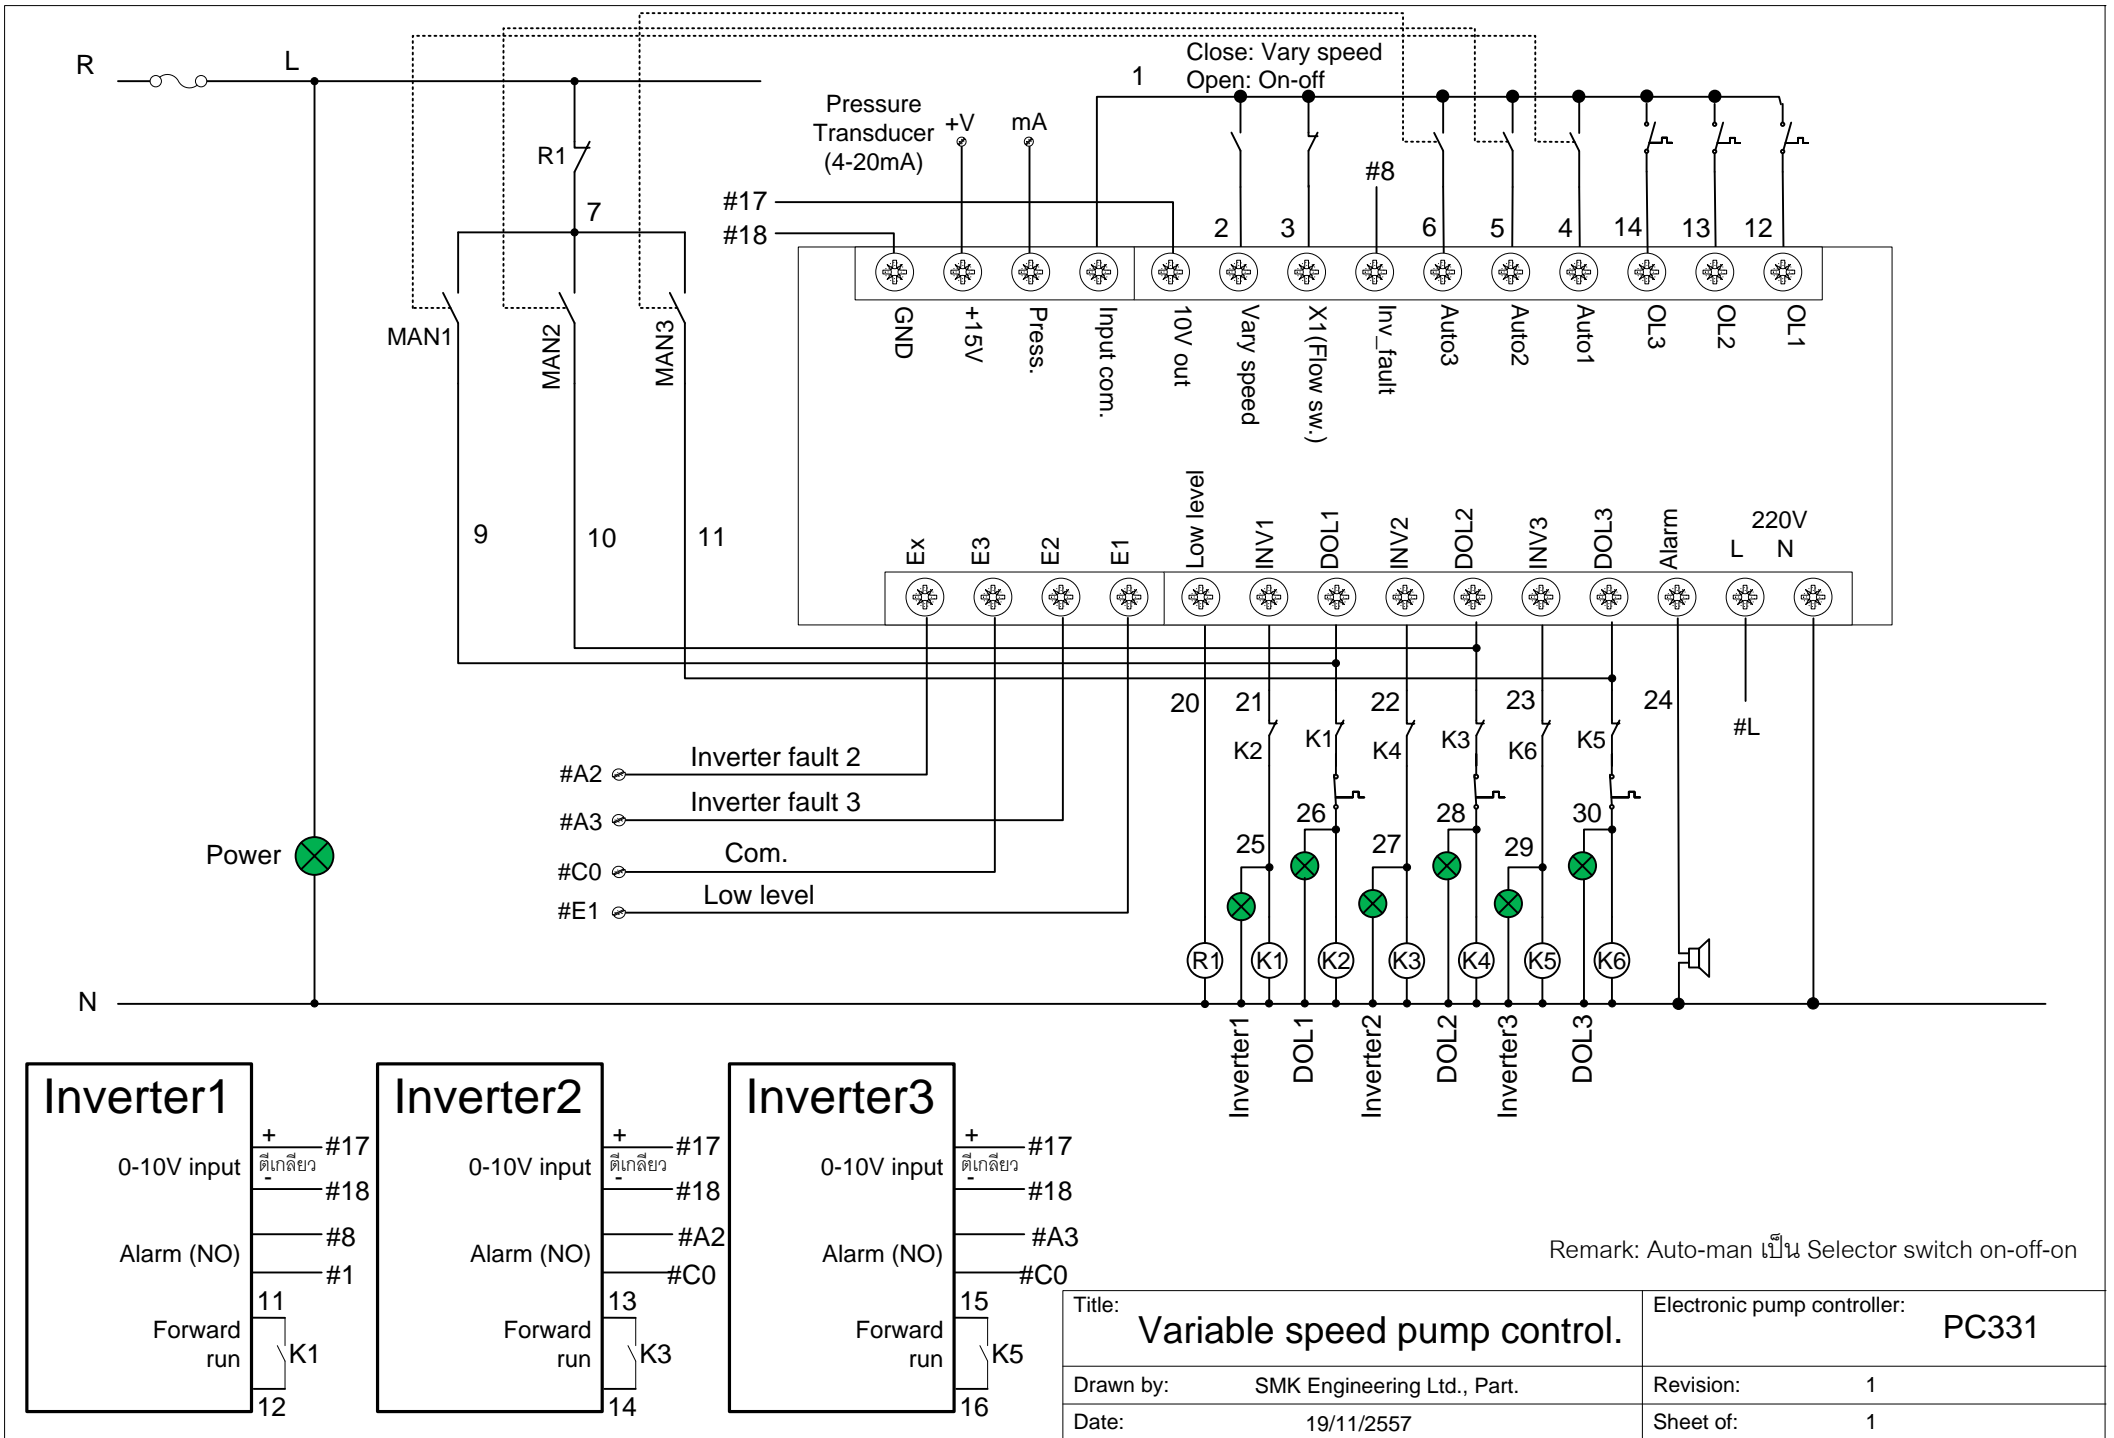 R
L
1
Close: Vary speed
Open: On-off
Pressure
Transducer
(4-20mA)
+V
mA
R1
7
#17
#18
#8
2
3
6
5
4
14
13
12
MAN1
MAN2
MAN3
GND
+15V
Press.
Input com.
10V out
Vary speed
X1(Flow sw.)
Inv_fault
Auto3
Auto2
Auto1
OL3
OL2
OL1
9
10
11
Ex
E3
E2
E1
Low level
INV1
DOL1
INV2
DOL2
INV3
DOL3
Alarm
220V
L
N
20
21
22
23
24
#L
K2
K1
K4
K3
K6
K5
#A2
Inverter fault 2
#A3
Inverter fault 3
#C0
Com.
#E1
Low level
26
28
30
25
27
29
Power
R1
K1
K2
K3
K4
K5
K6
N
Inverter1
DOL1
Inverter2
DOL2
Inverter3
DOL3
Inverter1
0-10V input
+
ตีเกลียว
-
#17
#18
Alarm (NO)
#8
#1
Forward
run
11
K1
12
Inverter2
0-10V input
+
ตีเกลียว
-
#17
#18
Alarm (NO)
#A2
#C0
Forward
run
13
K3
14
Inverter3
0-10V input
+
ตีเกลียว
-
#17
#18
Alarm (NO)
#A3
#C0
Forward
run
15
K5
16
Remark: Auto-man เป็น Selector switch on-off-on
Title:
Variable speed pump control.
Electronic pump controller:
PC331
Drawn by: SMK Engineering Ltd., Part.
Revision: 1
Date: 19/11/2557
Sheet of: 1